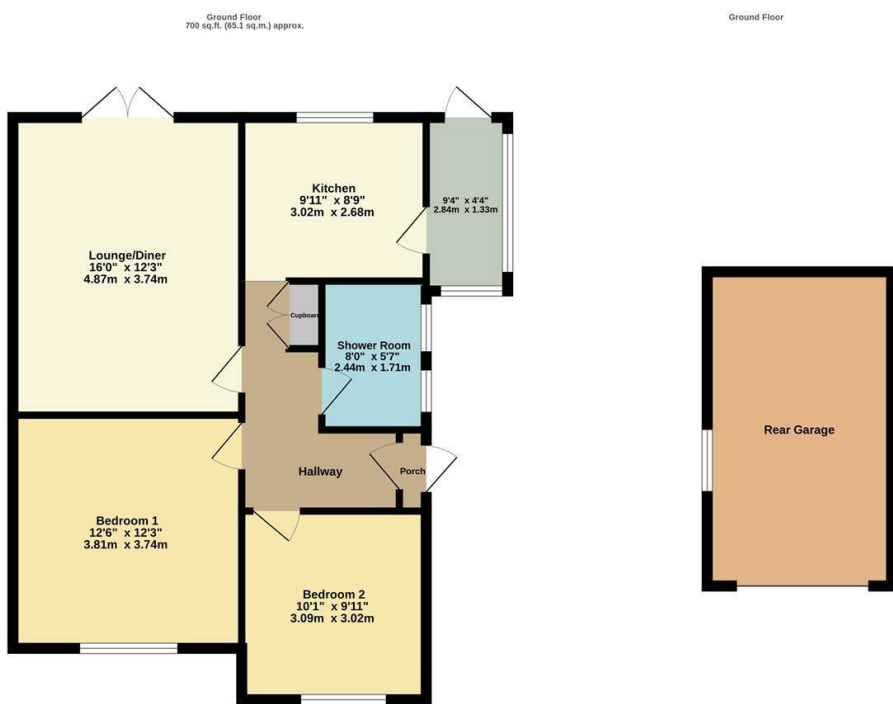 Ground Floor
700 sq.ft. (65.1 sq.m.) approx.
Ground Floor
Kitchen
9'11" x 8'9"
3.02m x 2.68m
9'4" x 4'4"
2.84m x 1.33m
Lounge/Diner
16'0" x 12'3"
4.87m x 3.74m
Cupboard
Shower Room
8'0" x 5'7"
2.44m x 1.71m
Rear Garage
Hallway
Porch
Bedroom 1
12'6" x 12'3"
3.81m x 3.74m
Bedroom 2
10'1" x 9'11"
3.09m x 3.02m